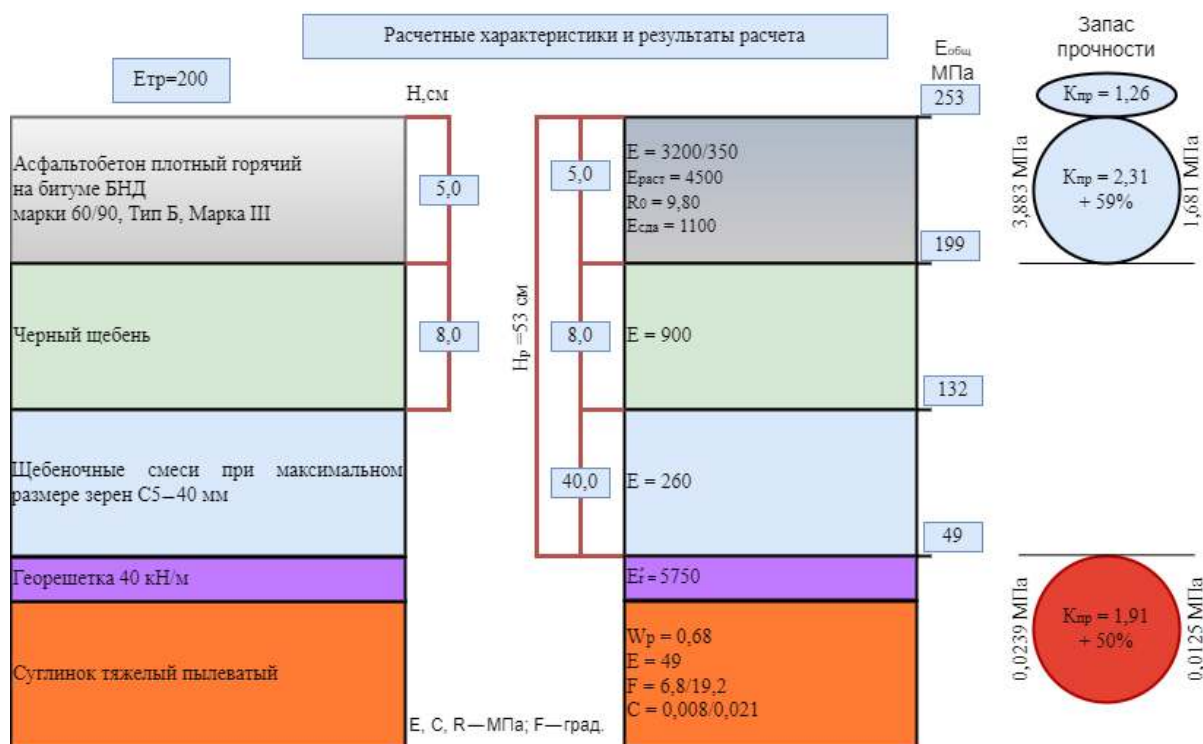 Расчетные характеристики и результаты расчета
Запас
прочности
Eобщ
МПа
Eтр=200
Н,см
253
Kпр = 1,26
Асфальтобетон плотный горячий
на битуме БНД
марки 60/90, Тип Б, Марка III
5,0
5,0
E = 3200/350
Eраст = 4500
R0 = 9,80
Eсда = 1100
199
3,883 МПа
Kпр = 2,31
+ 59%
1,681 МПа
Hр =53 см
Черный щебень
8,0
8,0
E = 900
132
Щебеночные смеси при максимальном
размере зерен С5–40 мм
40,0
E = 260
49
Георешетка 40 кН/м
Суглинок тяжелый пылеватый
Wp = 0,68
E = 49
F = 6,8/19,2
C = 0,008/0,021
0,0239 МПа
Kпр = 1,91
+ 50%
0,0125 МПа
E, C, R—МПа; F—град.